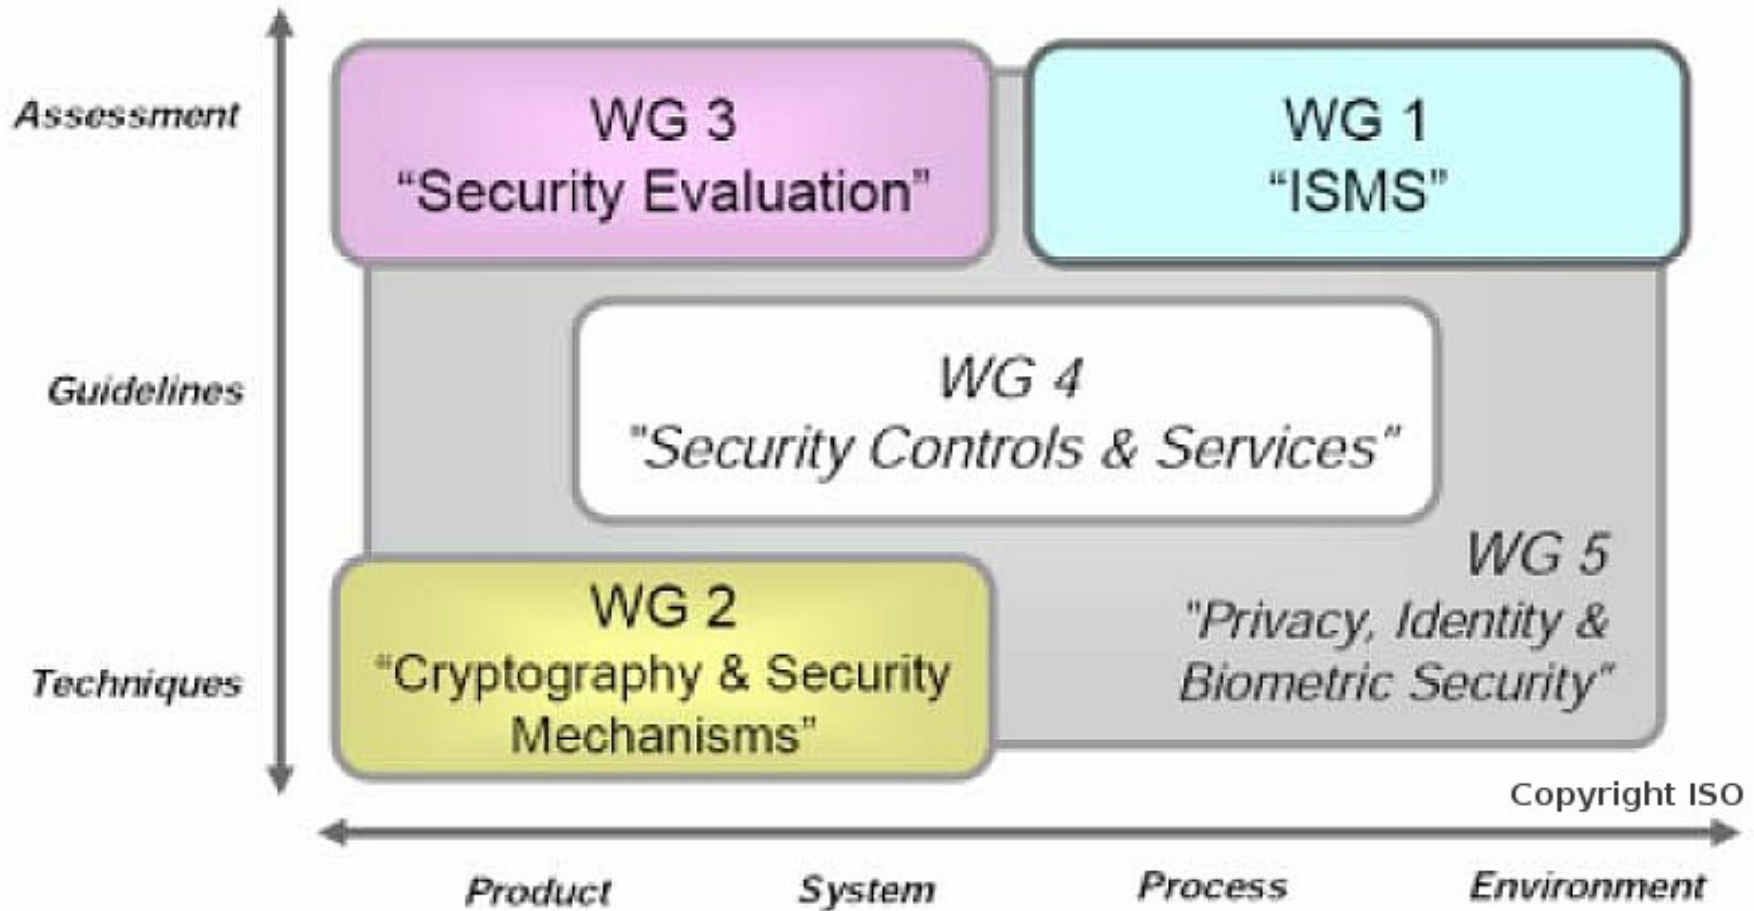 Assessment
WG 3
“Security Evaluation”
WG 1
“ISMS”
Guidelines
WG 4
"Security Controls & Services"
WG 5
"Privacy, Identity &
Biometric Security"
Techniques
WG 2
“Cryptography & Security
Mechanisms”
Copyright ISO
Product System Process Environment